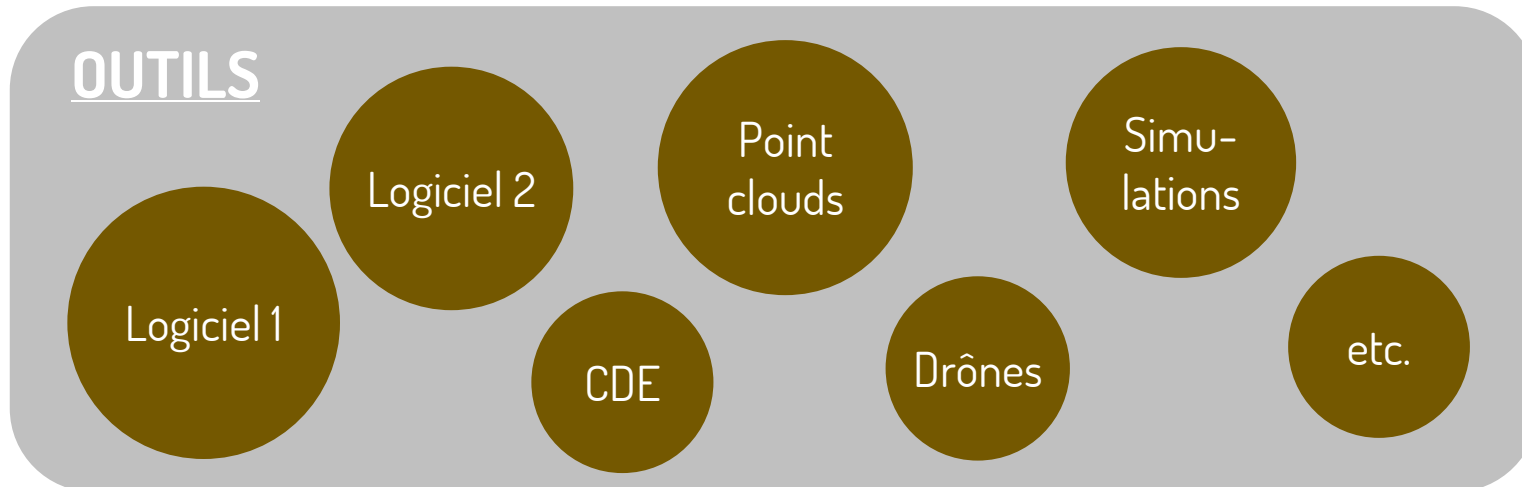 OUTILS
Logiciel 1
Logiciel 2
CDE
Point
clouds
Drônes
Simu-
lations
etc.